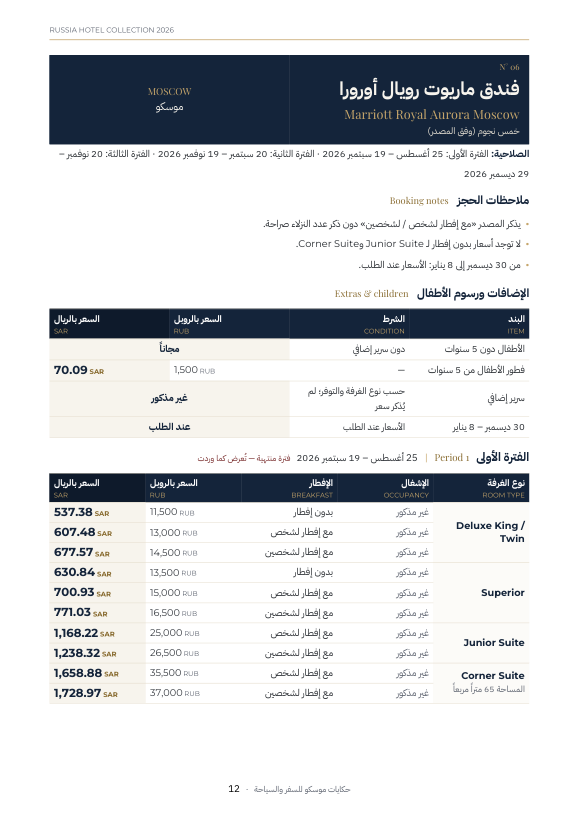 RUSSIA HOTEL COLLECTION 2026
N° 06
فندق ماريوت رويال أورورا
Marriott Royal Aurora Moscow
خمس نجوم (وفق المصدر)
MOSCOW
موسكو
الصلاحية: الفترة الأولى: 25 أغسطس – 19 سبتمبر 2026 · الفترة الثانية: 20 سبتمبر – 19 نوفمبر 2026 · الفترة الثالثة: 20 نوفمبر –
29 ديسمبر 2026
ملاحظات الحجز Booking notes
• يذكر المصدر «مع إفطار لشخص / لشخصين» دون ذكر عدد النزلاء صراحة.
• لا توجد أسعار بدون إفطار لـ Junior Suite وCorner Suite.
• من 30 ديسمبر إلى 8 يناير: الأسعار عند الطلب.
الإضافات ورسوم الأطفال Extras & children
البند الشرط السعر بالروبل السعر بالريال
ITEM CONDITION RUB SAR
الأطفال دون 5 سنوات دون سرير إضافي مجاناً
فطور الأطفال من 5 سنوات — 1,500 RUB 70.09 SAR
سرير إضافي حسب نوع الغرفة والتوفر؛ لم يُذكر سعر غير مذكور
30 ديسمبر – 8 يناير الأسعار عند الطلب عند الطلب
الفترة الأولى Period 1 | 25 أغسطس – 19 سبتمبر 2026 فترة منتهية — تُعرض كما وردت
نوع الغرفة الإشغال الإفطار السعر بالروبل السعر بالريال
ROOM TYPE OCCUPANCY BREAKFAST RUB SAR
Deluxe King / Twin غير مذكور بدون إفطار 11,500 RUB 537.38 SAR
غير مذكور مع إفطار لشخص 13,000 RUB 607.48 SAR
غير مذكور مع إفطار لشخصين 14,500 RUB 677.57 SAR
Superior غير مذكور بدون إفطار 13,500 RUB 630.84 SAR
غير مذكور مع إفطار لشخص 15,000 RUB 700.93 SAR
غير مذكور مع إفطار لشخصين 16,500 RUB 771.03 SAR
Junior Suite غير مذكور مع إفطار لشخص 25,000 RUB 1,168.22 SAR
غير مذكور مع إفطار لشخصين 26,500 RUB 1,238.32 SAR
Corner Suite غير مذكور مع إفطار لشخص 35,500 RUB 1,658.88 SAR
المساحة 65 متراً مربعاً غير مذكور مع إفطار لشخصين 37,000 RUB 1,728.97 SAR
حكايات موسكو للسفر والسياحة · 12